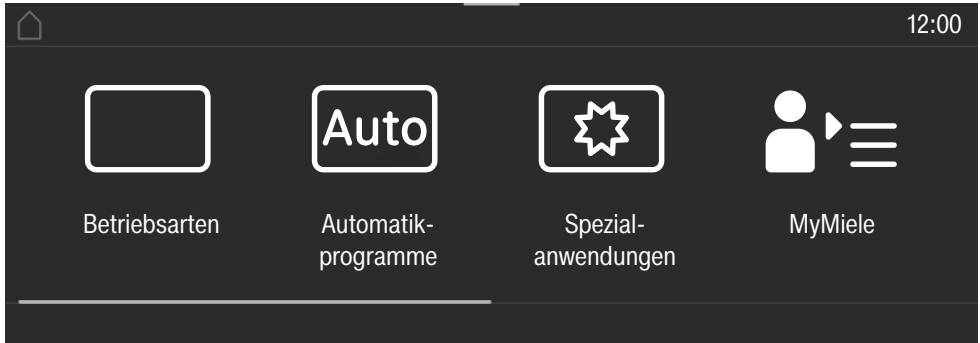 12:00
Auto
Betriebsarten
Automatik-
programme
Spezial-
anwendungen
MyMiele